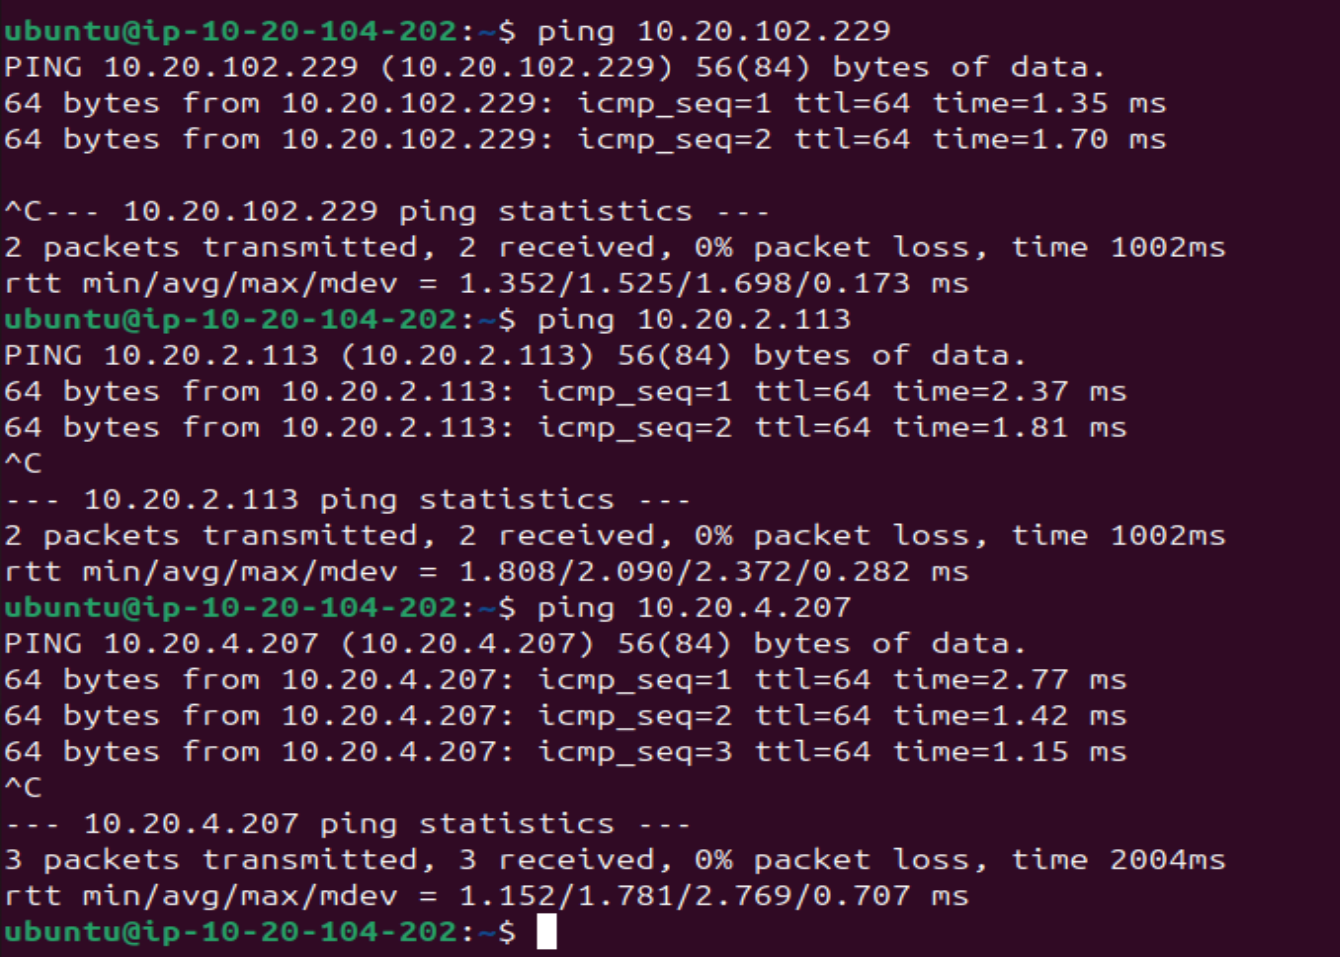 ubuntu@ip-10-20-104-202:~$ ping 10.20.102.229
PING 10.20.102.229 (10.20.102.229) 56(84) bytes of data.
64 bytes from 10.20.102.229: icmp_seq=1 ttl=64 time=1.35 ms
64 bytes from 10.20.102.229: icmp_seq=2 ttl=64 time=1.70 ms
^C--- 10.20.102.229 ping statistics ---
2 packets transmitted, 2 received, 0% packet loss, time 1002ms
rtt min/avg/max/mdev = 1.352/1.525/1.698/0.173 ms
ubuntu@ip-10-20-104-202:~$ ping 10.20.2.113
PING 10.20.2.113 (10.20.2.113) 56(84) bytes of data.
64 bytes from 10.20.2.113: icmp_seq=1 ttl=64 time=2.37 ms
64 bytes from 10.20.2.113: icmp_seq=2 ttl=64 time=1.81 ms
^C
--- 10.20.2.113 ping statistics ---
2 packets transmitted, 2 received, 0% packet loss, time 1002ms
rtt min/avg/max/mdev = 1.808/2.090/2.372/0.282 ms
ubuntu@ip-10-20-104-202:~$ ping 10.20.4.207
PING 10.20.4.207 (10.20.4.207) 56(84) bytes of data.
64 bytes from 10.20.4.207: icmp_seq=1 ttl=64 time=2.77 ms
64 bytes from 10.20.4.207: icmp_seq=2 ttl=64 time=1.42 ms
64 bytes from 10.20.4.207: icmp_seq=3 ttl=64 time=1.15 ms
^C
--- 10.20.4.207 ping statistics ---
3 packets transmitted, 3 received, 0% packet loss, time 2004ms
rtt min/avg/max/mdev = 1.152/1.781/2.769/0.707 ms
ubuntu@ip-10-20-104-202:~$